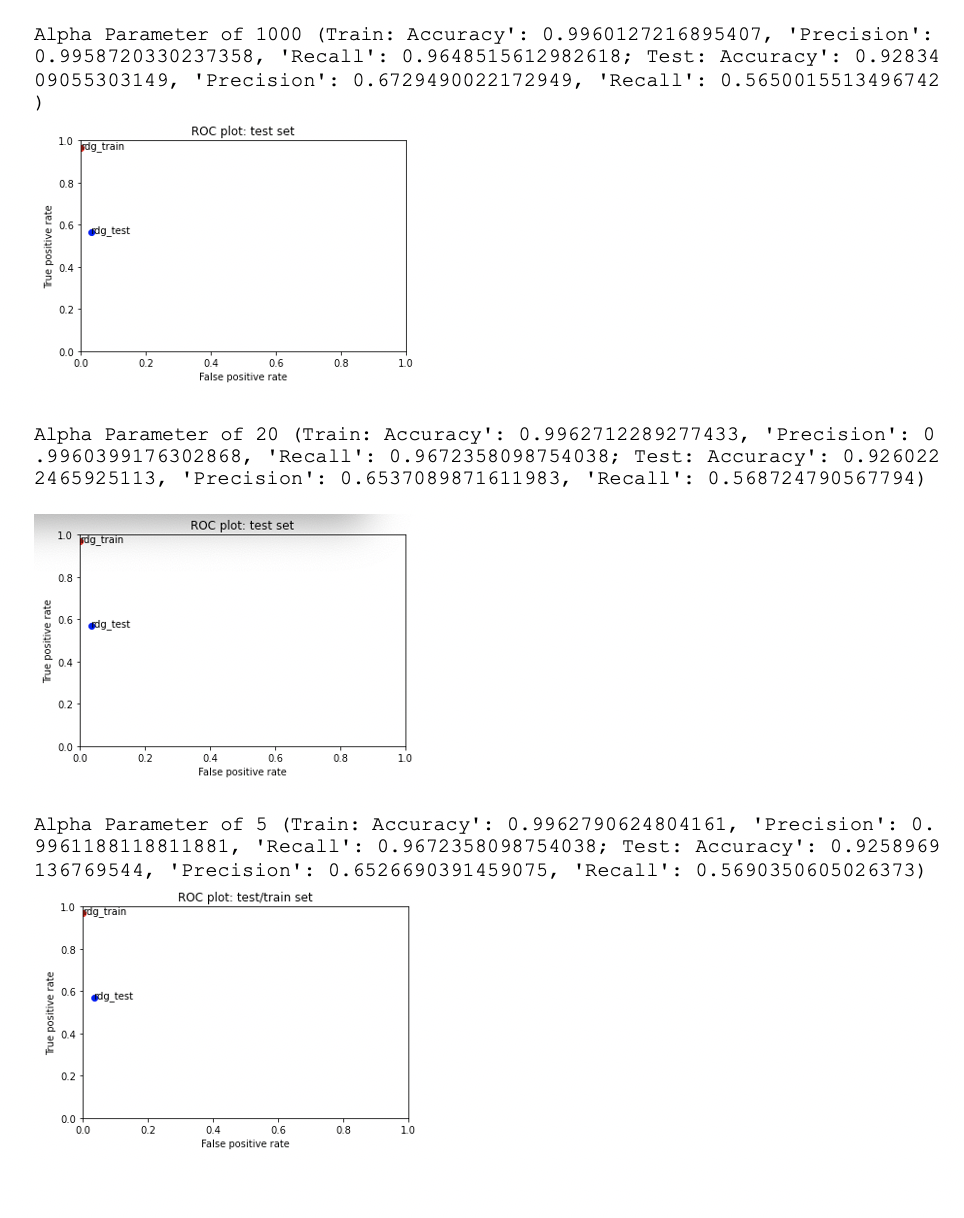 Alpha Parameter of 1000 (Train: Accuracy': 0.9960127216895407, 'Precision':
0.9958720330237358, 'Recall': 0.9648515612982618; Test: Accuracy': 0.92834
09055303149, 'Precision': 0.6729490022172949, 'Recall': 0.5650015513496742
)
ROC plot: test set
1.0
rdg_train
0.8
0.6
rdg_test
True positive rate
0.4
0.2
0.0
0.0 0.2 0.4 0.6 0.8 1.0
False positive rate
Alpha Parameter of 20 (Train: Accuracy': 0.9962712289277433, 'Precision': 0
.9960399176302868, 'Recall': 0.9672358098754038; Test: Accuracy': 0.926022
2465925113, 'Precision': 0.6537089871611983, 'Recall': 0.568724790567794)
ROC plot: test set
1.0
rdg_train
0.8
0.6
rdg_test
True positive rate
0.4
0.2
0.0
0.0 0.2 0.4 0.6 0.8 1.0
False positive rate
Alpha Parameter of 5 (Train: Accuracy': 0.9962790624804161, 'Precision': 0.
9961188118811881, 'Recall': 0.9672358098754038; Test: Accuracy': 0.9258969
136769544, 'Precision': 0.6526690391459075, 'Recall': 0.5690350605026373)
ROC plot: test/train set
1.0
rdg_train
0.8
0.6
rdg_test
True positive rate
0.4
0.2
0.0
0.0 0.2 0.4 0.6 0.8 1.0
False positive rate